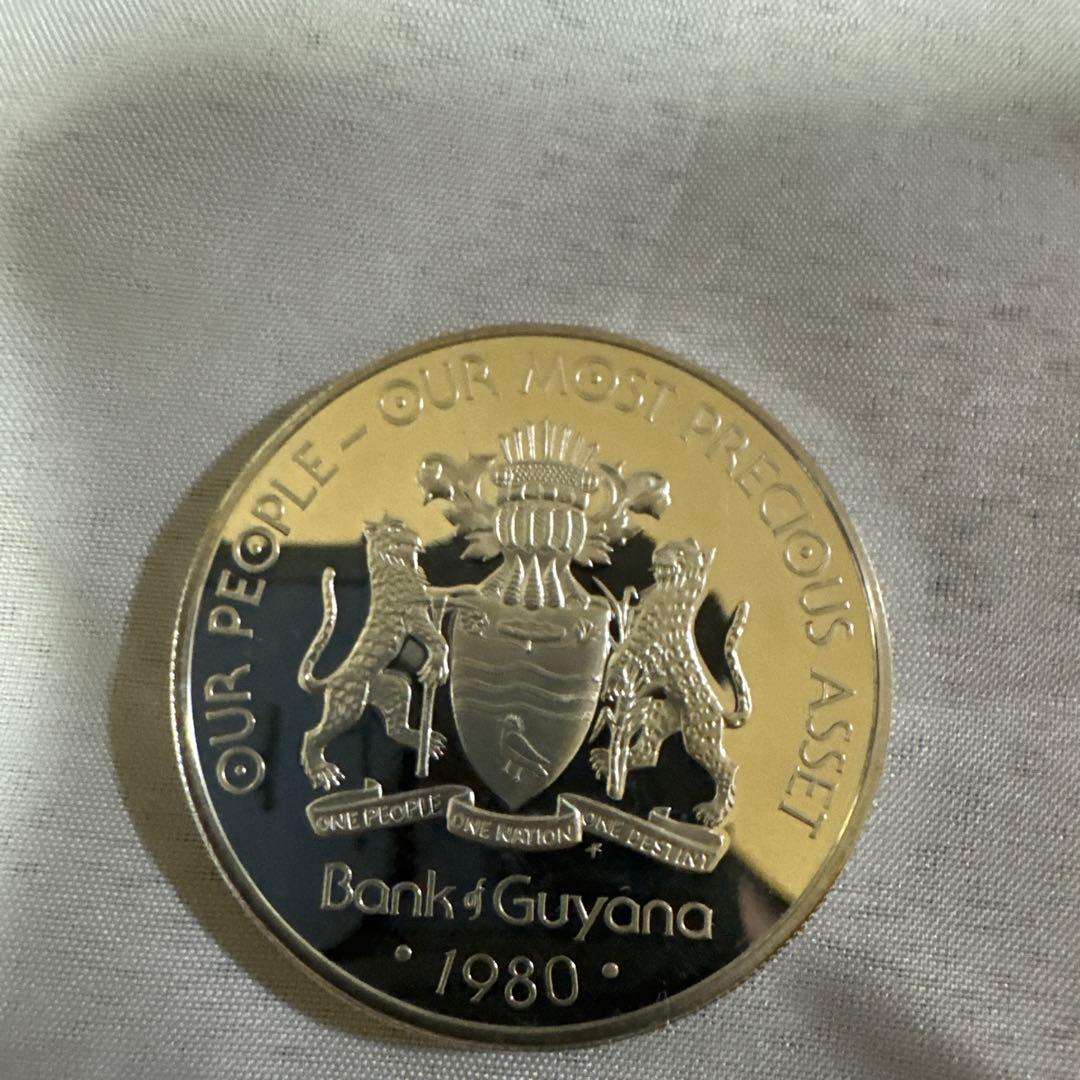 OUR PEOPLE – OUR MOST PRECIOUS ASSET
ONE PEOPLE ONE NATION ONE DESTINY
Bank of Guyana
• 1980 •